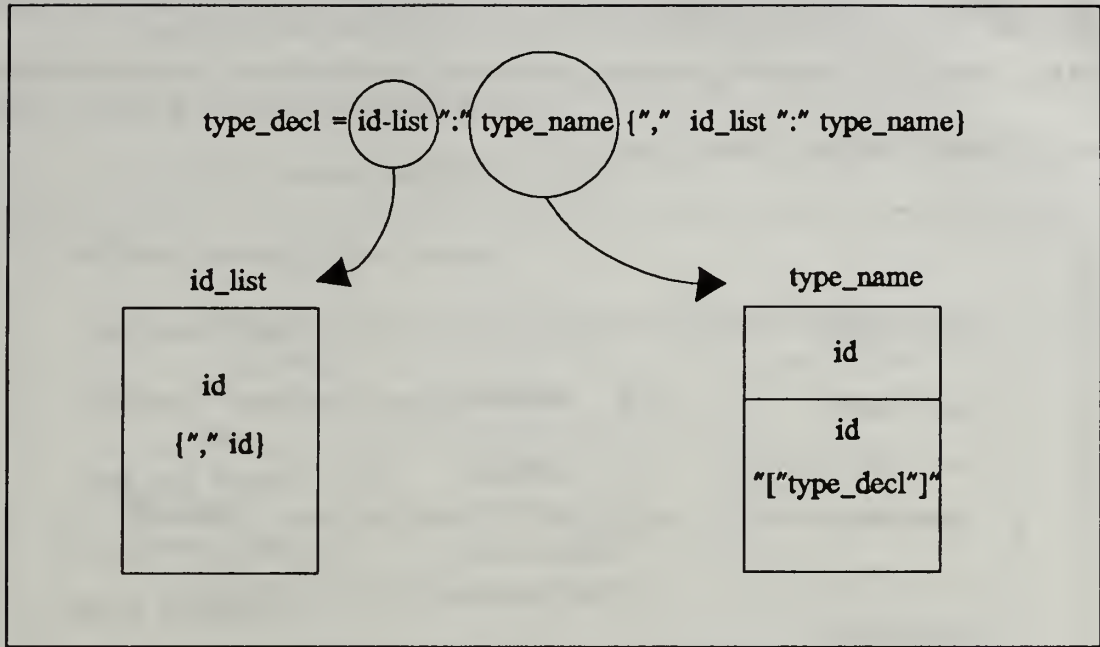 type_decl = id-list ":" type_name {"," id_list ":" type_name}
id_list
id
{"," id}
type_name
id
id
"["type_decl"]"